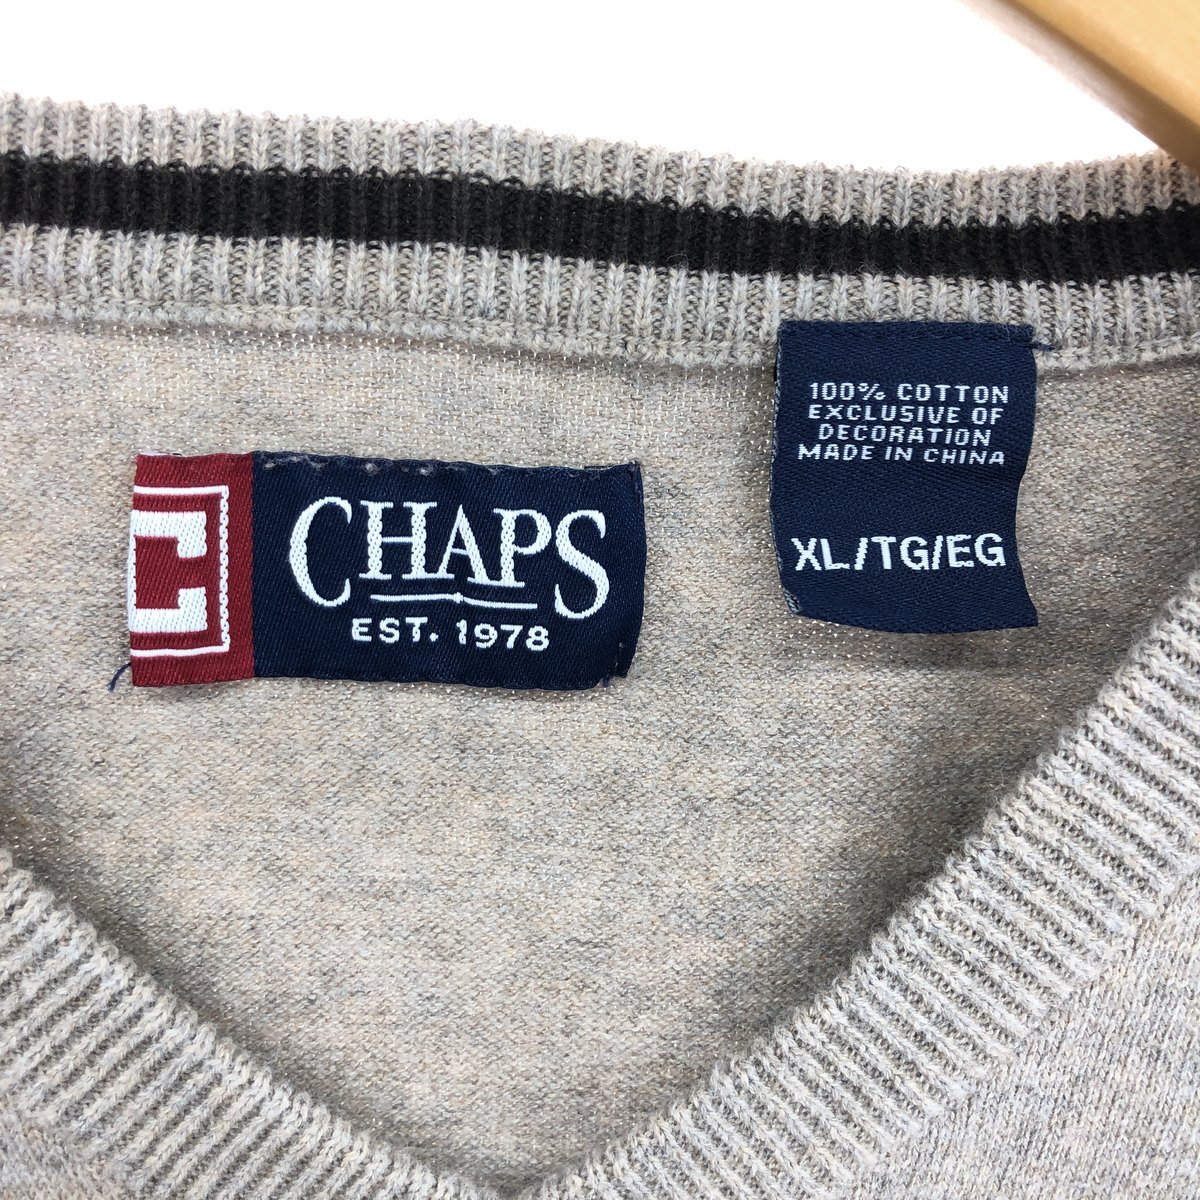 C
CHAPS
EST. 1978
100% COTTON
EXCLUSIVE OF
DECORATION
MADE IN CHINA
XL/TG/EG